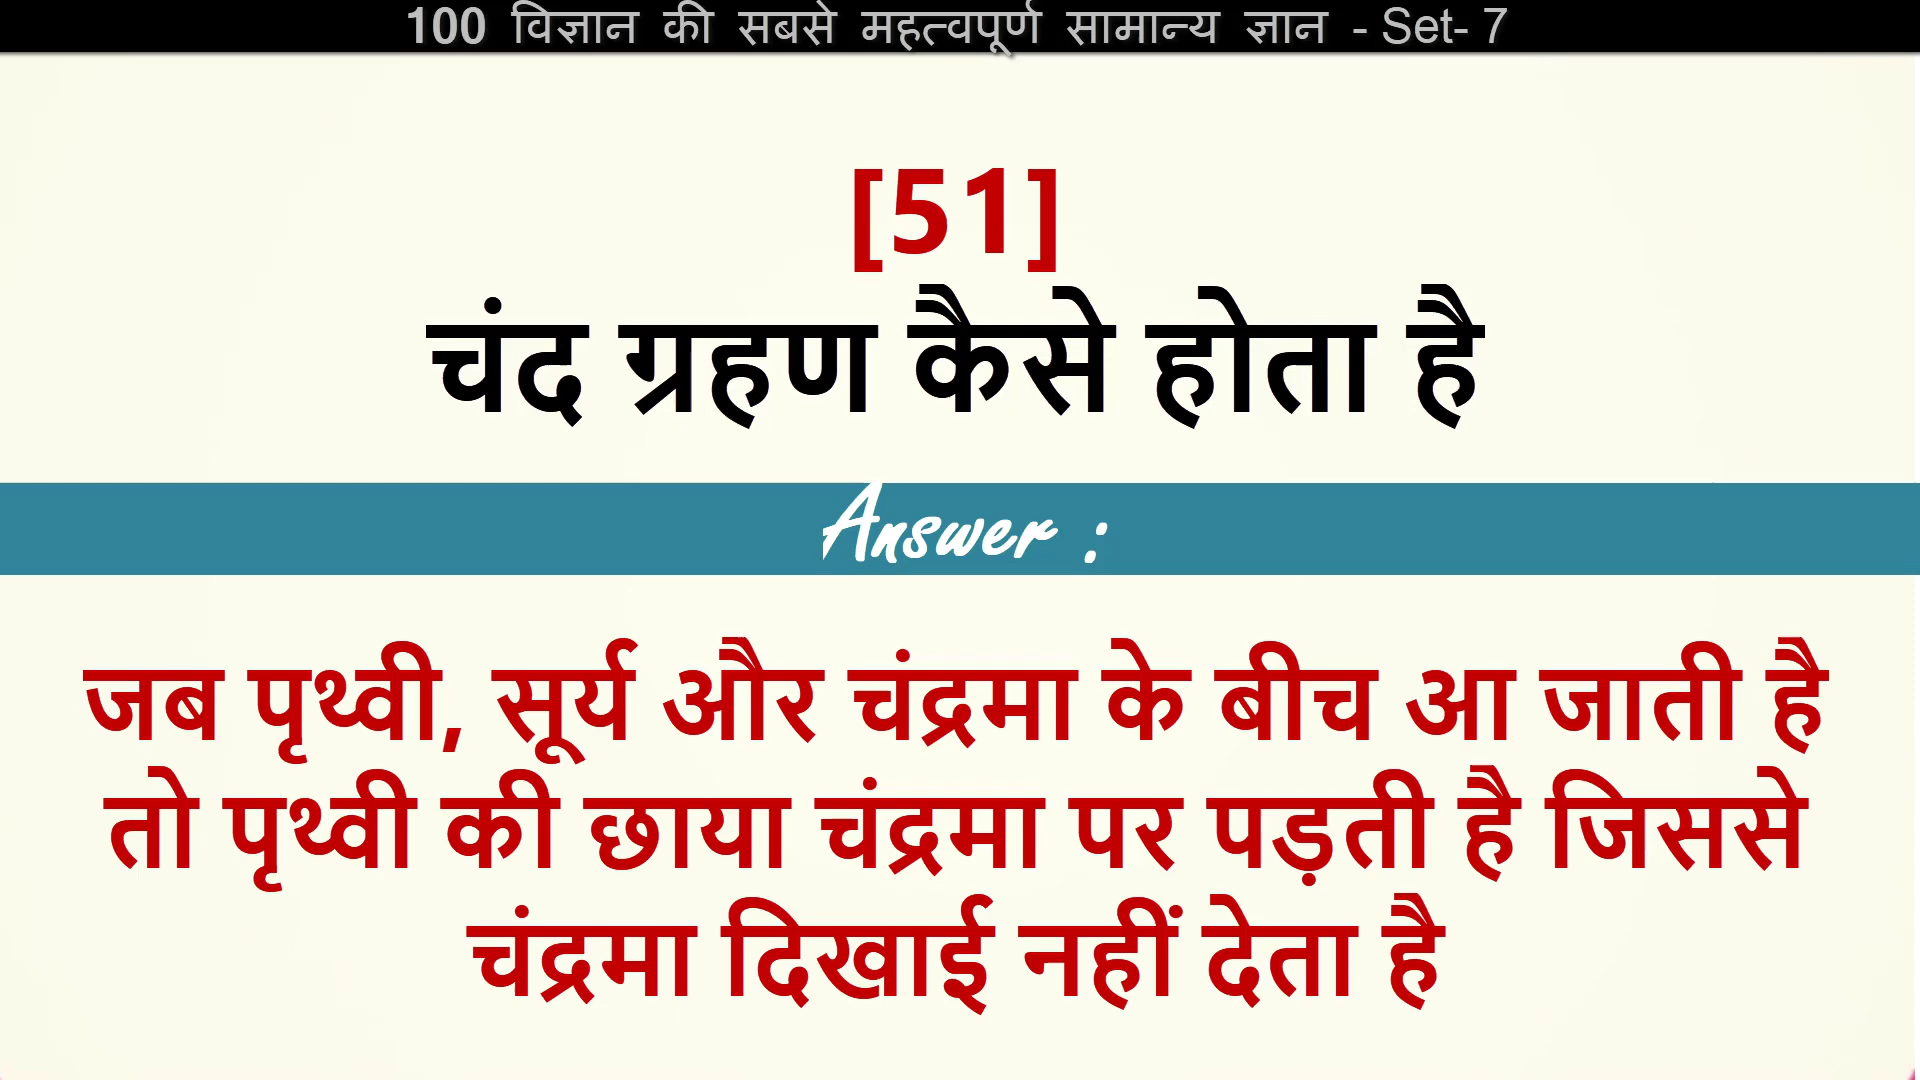 100 विज्ञान की सबसे महत्वपूर्ण सामान्य ज्ञान - Set- 7
[51]
चंद ग्रहण कैसे होता है
Answer :
जब पृथ्वी, सूर्य और चंद्रमा के बीच आ जाती है
तो पृथ्वी की छाया चंद्रमा पर पड़ती है जिससे
चंद्रमा दिखाई नहीं देता है